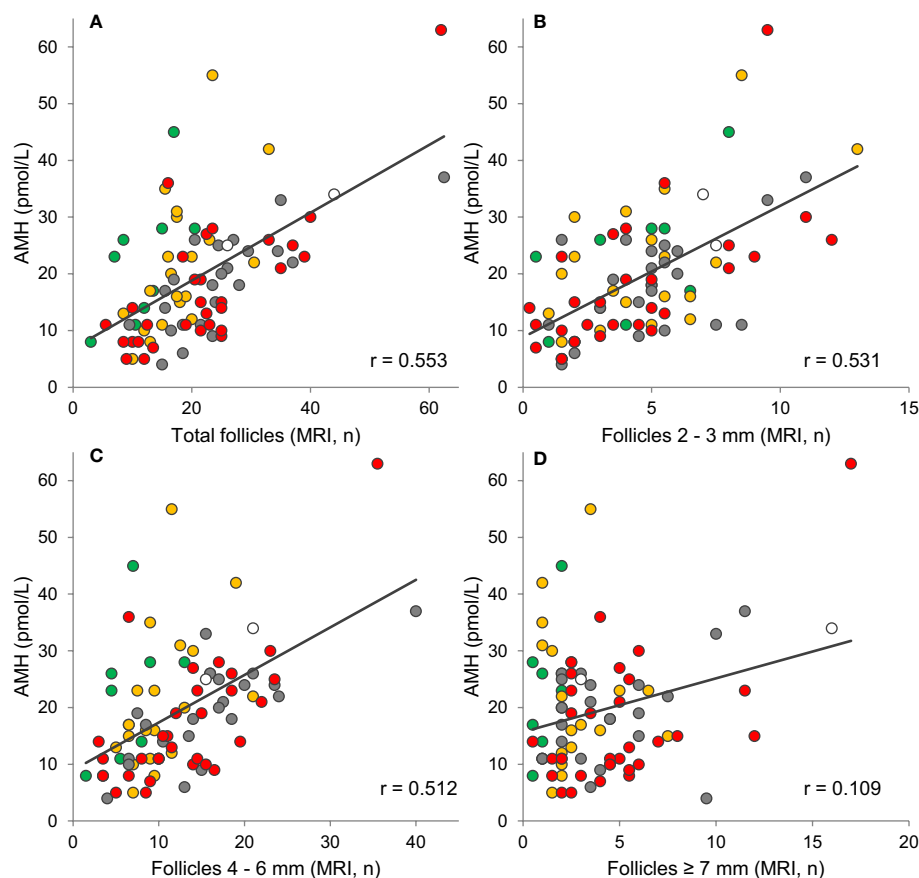 A
AMH (pmol/L)
60
50
40
30
20
10
0
0
20
40
60
r = 0.553
Total follicles (MRI, n)
B
AMH (pmol/L)
60
50
40
30
20
10
0
0
5
10
15
r = 0.531
Follicles 2 - 3 mm (MRI, n)
C
AMH (pmol/L)
60
50
40
30
20
10
0
0
10
20
30
40
r = 0.512
Follicles 4 - 6 mm (MRI, n)
D
AMH (pmol/L)
60
50
40
30
20
10
0
0
5
10
15
20
r = 0.109
Follicles ≥ 7 mm (MRI, n)